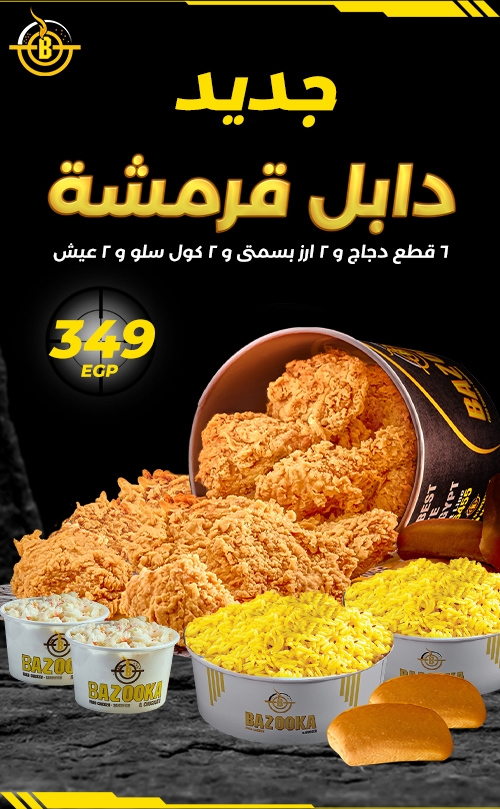 B
جديد
دابل قرمشة
٦ قطع دجاج و ٢ ارز بسمتى و ٢ كول سلو و ٢ عيش
349
EGP
BAZOOKA
BAZOOKA
BAZOOKA